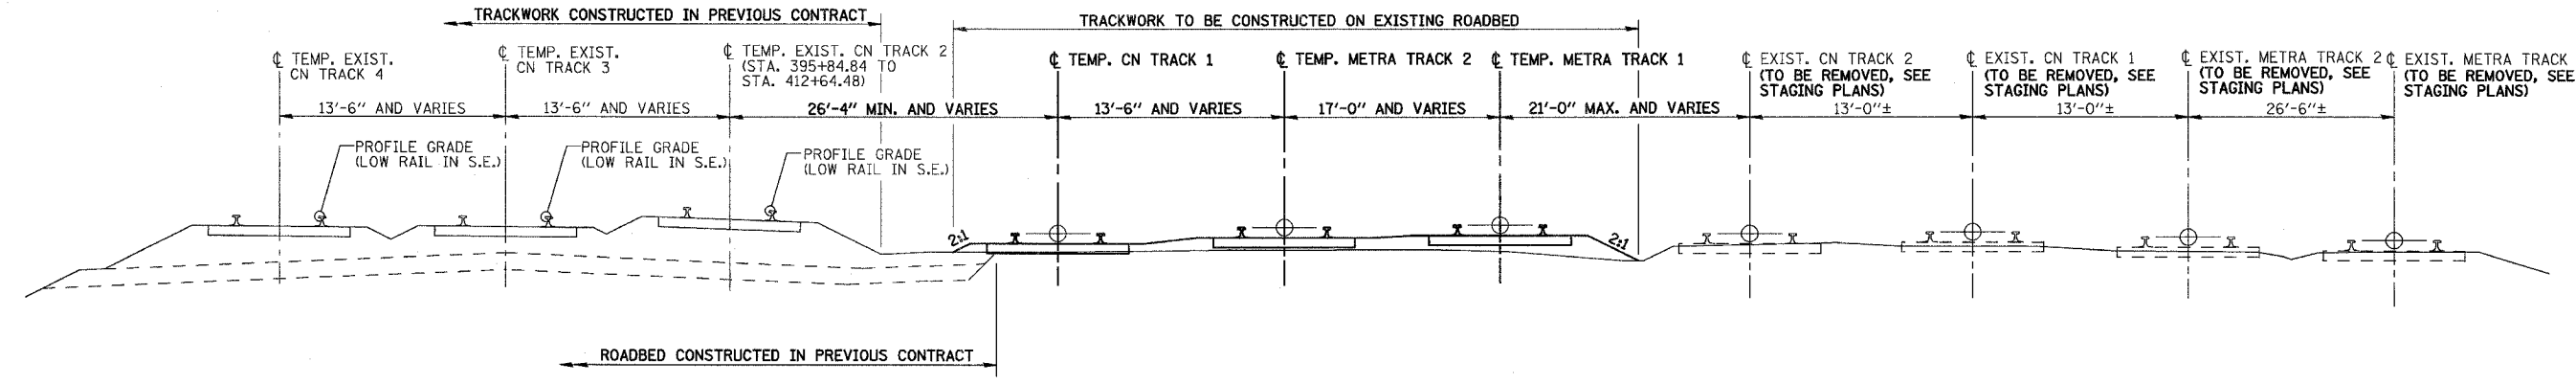 TRACKWORK CONSTRUCTED IN PREVIOUS CONTRACT
TRACKWORK TO BE CONSTRUCTED ON EXISTING ROADBED
℄ TEMP. EXIST.
CN TRACK 4
℄ TEMP. EXIST.
CN TRACK 3
℄ TEMP. EXIST. CN TRACK 2
(STA. 395+84.84 TO
STA. 412+64.48)
℄ TEMP. CN TRACK 1
℄ TEMP. METRA TRACK 2
℄ TEMP. METRA TRACK 1
℄ EXIST. CN TRACK 2
(TO BE REMOVED, SEE
STAGING PLANS)
℄ EXIST. CN TRACK 1
(TO BE REMOVED, SEE
STAGING PLANS)
℄ EXIST. METRA TRACK 2
(TO BE REMOVED, SEE
STAGING PLANS)
℄ EXIST. METRA TRACK
(TO BE REMOVED, SEE
STAGING PLANS)
13'-6" AND VARIES
13'-6" AND VARIES
26'-4" MIN. AND VARIES
13'-6" AND VARIES
17'-0" AND VARIES
21'-0" MAX. AND VARIES
13'-0"±
13'-0"±
26'-6"±
PROFILE GRADE
(LOW RAIL IN S.E.)
PROFILE GRADE
(LOW RAIL IN S.E.)
PROFILE GRADE
(LOW RAIL IN S.E.)
2:1
2:1
ROADBED CONSTRUCTED IN PREVIOUS CONTRACT